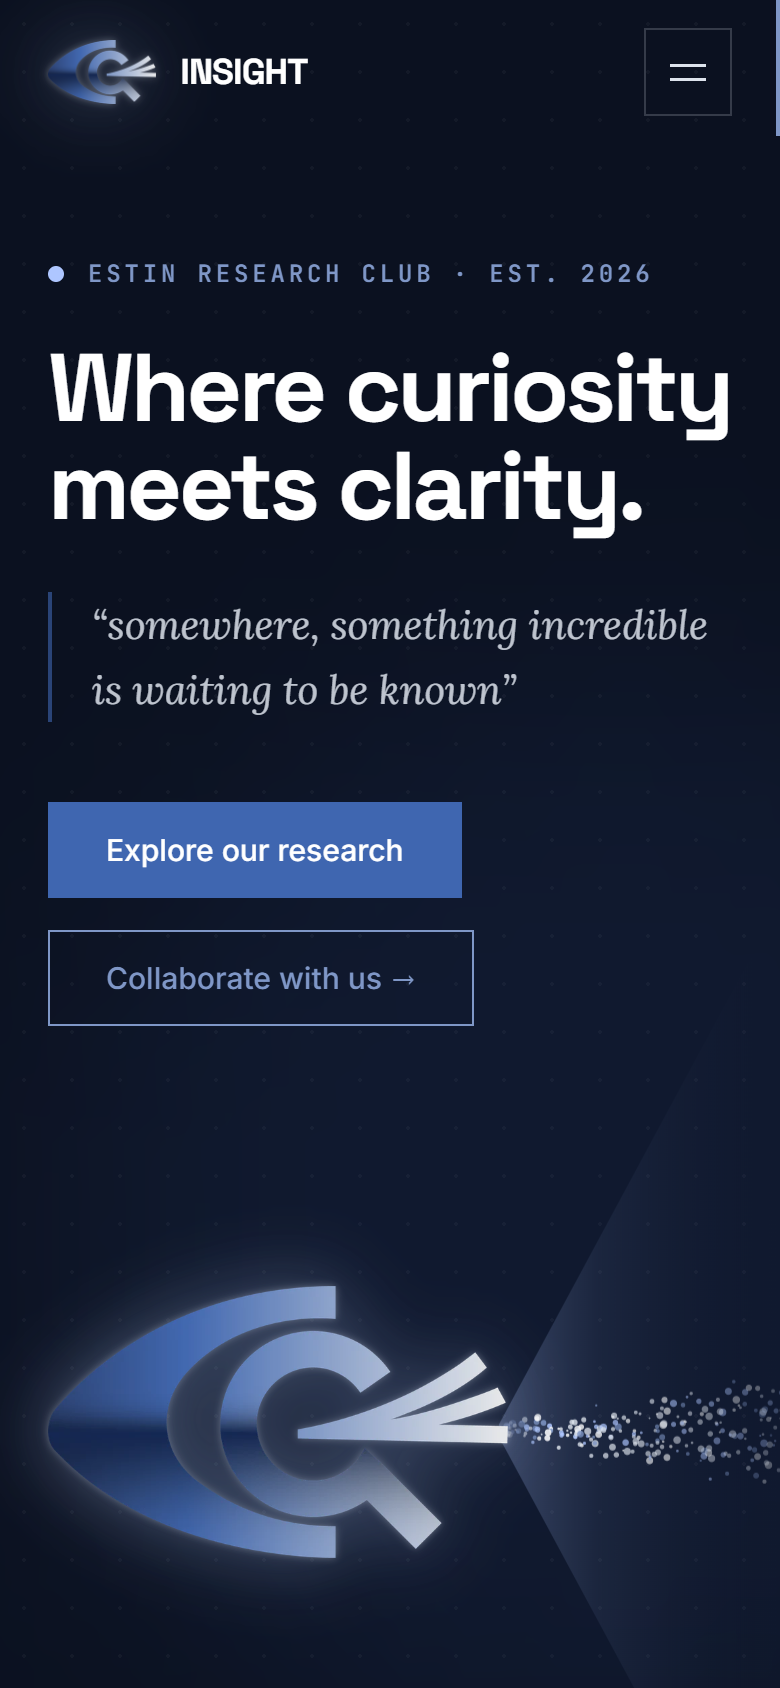 INSIGHT
ESTIN RESEARCH CLUB · EST. 2026
Where curiosity
meets clarity.
“somewhere, something incredible
is waiting to be known”
Explore our research
Collaborate with us →